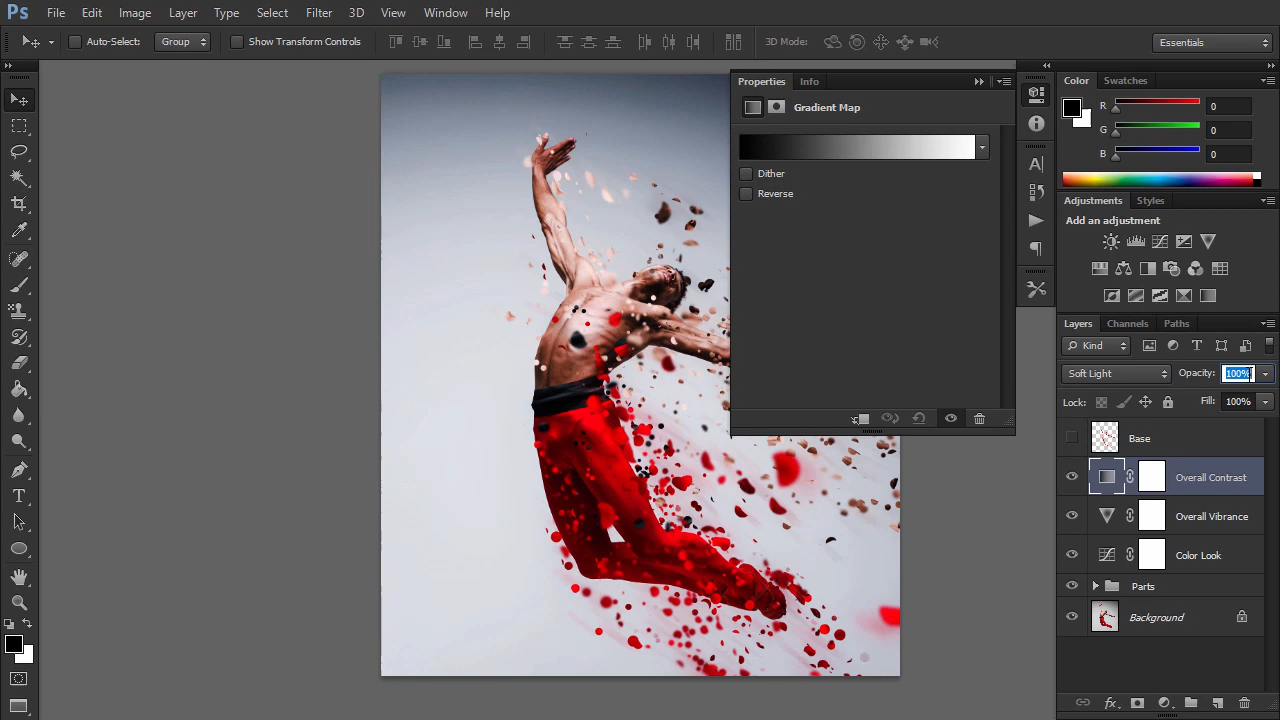 Ps File Edit Image Layer Type Select Filter 3D View Window Help
Auto-Select: Group Show Transform Controls 3D Mode: Essentials
Properties Info
Gradient Map
Dither
Reverse
Color Swatches
R 0
G 0
B 0
Adjustments Styles
Add an adjustment
Layers Channels Paths
Kind
Soft Light Opacity: 100%
Lock: Fill: 100%
Base
Overall Contrast
Overall Vibrance
Color Look
Parts
Background